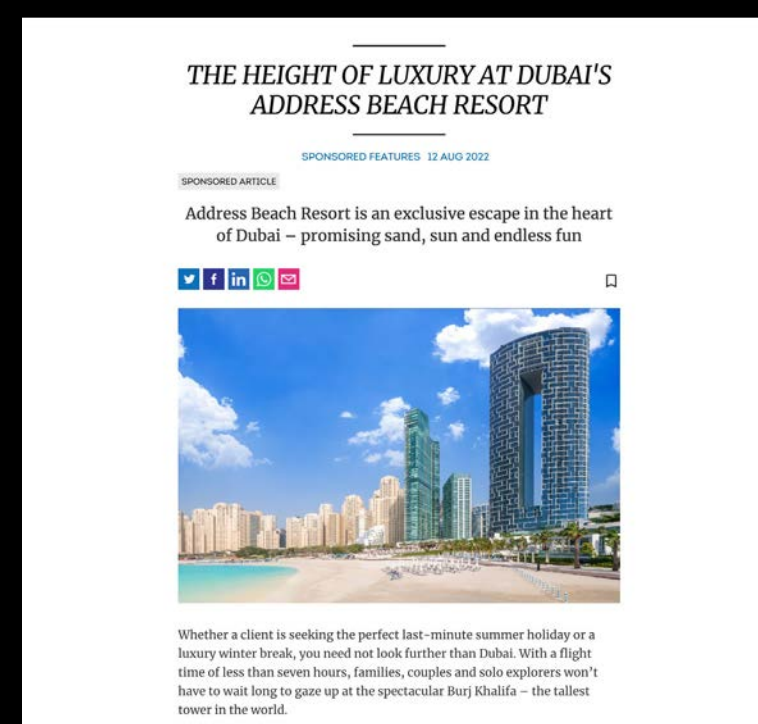 THE HEIGHT OF LUXURY AT DUBAI'S
ADDRESS BEACH RESORT
SPONSORED FEATURES 12 AUG 2022
SPONSORED ARTICLE
Address Beach Resort is an exclusive escape in the heart
of Dubai – promising sand, sun and endless fun
Whether a client is seeking the perfect last-minute summer holiday or a
luxury winter break, you need not look further than Dubai. With a flight
time of less than seven hours, families, couples and solo explorers won’t
have to wait long to gaze up at the spectacular Burj Khalifa – the tallest
tower in the world.